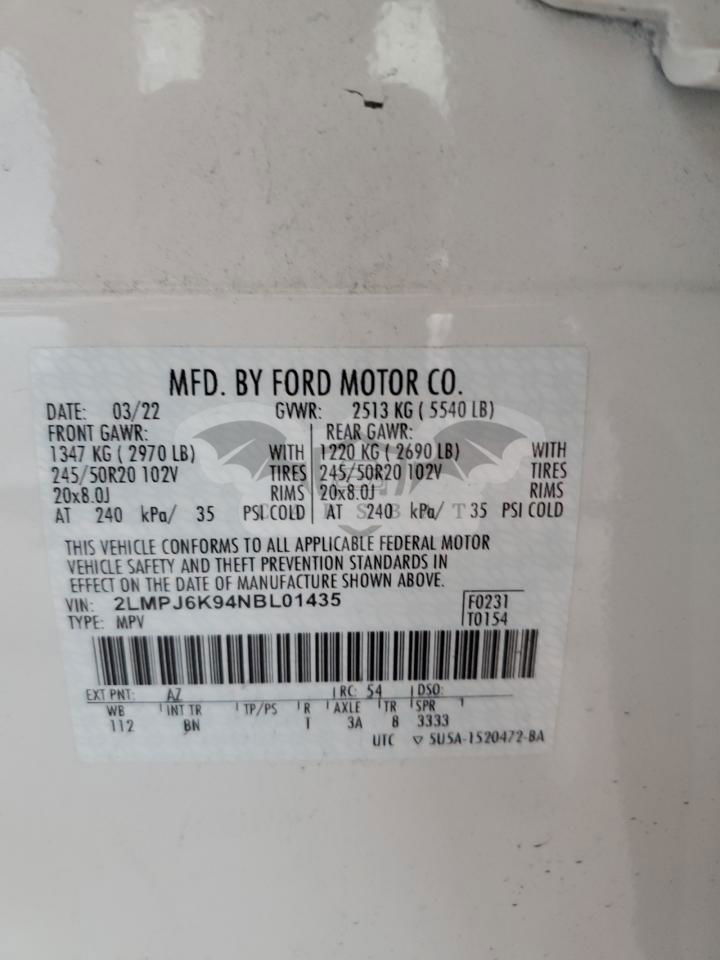 MFD. BY FORD MOTOR CO.
DATE: 03/22 GVWR: 2513 KG ( 5540 LB)
FRONT GAWR: REAR GAWR:
1347 KG ( 2970 LB) WITH 1220 KG ( 2690 LB) WITH
245/50R20 102V TIRES 245/50R20 102V TIRES
20x8.0J RIMS 20x8.0J RIMS
AT 240 kPa/ 35 PSI COLD AT 240 kPa/ 35 PSI COLD
THIS VEHICLE CONFORMS TO ALL APPLICABLE FEDERAL MOTOR
VEHICLE SAFETY AND THEFT PREVENTION STANDARDS IN
EFFECT ON THE DATE OF MANUFACTURE SHOWN ABOVE.
VIN: 2LMPJ6K94NBL01435 F0231
TYPE: MPV T0154
EXT PNT: AZ RC: 54 DSO:
WB INT TR TP/PS R AXLE TR SPR
112 BN T 3A 8 3333
UTC ▽ 5U5A-1520472-BA